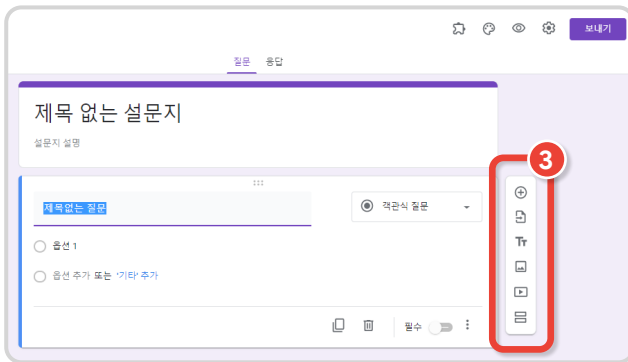 보내기
질문 응답
제목 없는 설문지
설문지 설명
3
제목없는 질문
객관식 질문
옵션 1
옵션 추가 또는 '기타' 추가
Tт
필수